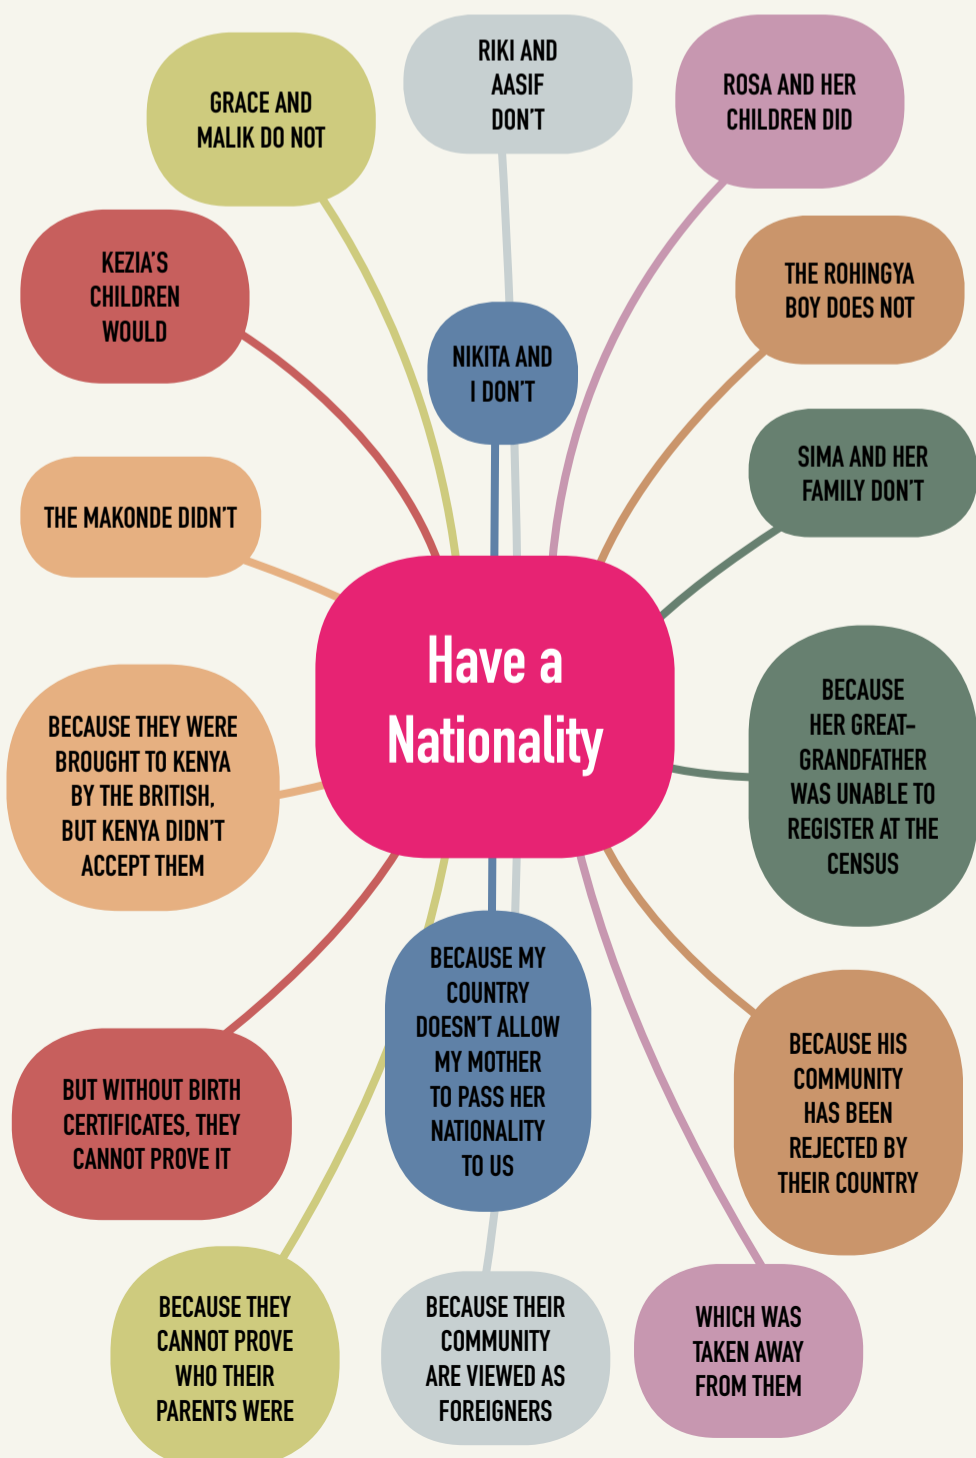 RIKI AND
AASIF
DON'T
GRACE AND
MALIK DO NOT
ROSA AND HER
CHILDREN DID
KEZIA'S
CHILDREN
WOULD
THE ROHINGYA
BOY DOES NOT
NIKITA AND
I DON'T
SIMA AND HER
FAMILY DON'T
THE MAKONDE DIDN'T
Have a
Nationality
BECAUSE THEY WERE
BROUGHT TO KENYA
BY THE BRITISH,
BUT KENYA DIDN'T
ACCEPT THEM
BECAUSE
HER GREAT-
GRANDFATHER
WAS UNABLE TO
REGISTER AT THE
CENSUS
BECAUSE MY
COUNTRY
DOESN'T ALLOW
MY MOTHER
TO PASS HER
NATIONALITY
TO US
BUT WITHOUT BIRTH
CERTIFICATES, THEY
CANNOT PROVE IT
BECAUSE HIS
COMMUNITY
HAS BEEN
REJECTED BY
THEIR COUNTRY
BECAUSE THEY
CANNOT PROVE
WHO THEIR
PARENTS WERE
BECAUSE THEIR
COMMUNITY
ARE VIEWED AS
FOREIGNERS
WHICH WAS
TAKEN AWAY
FROM THEM